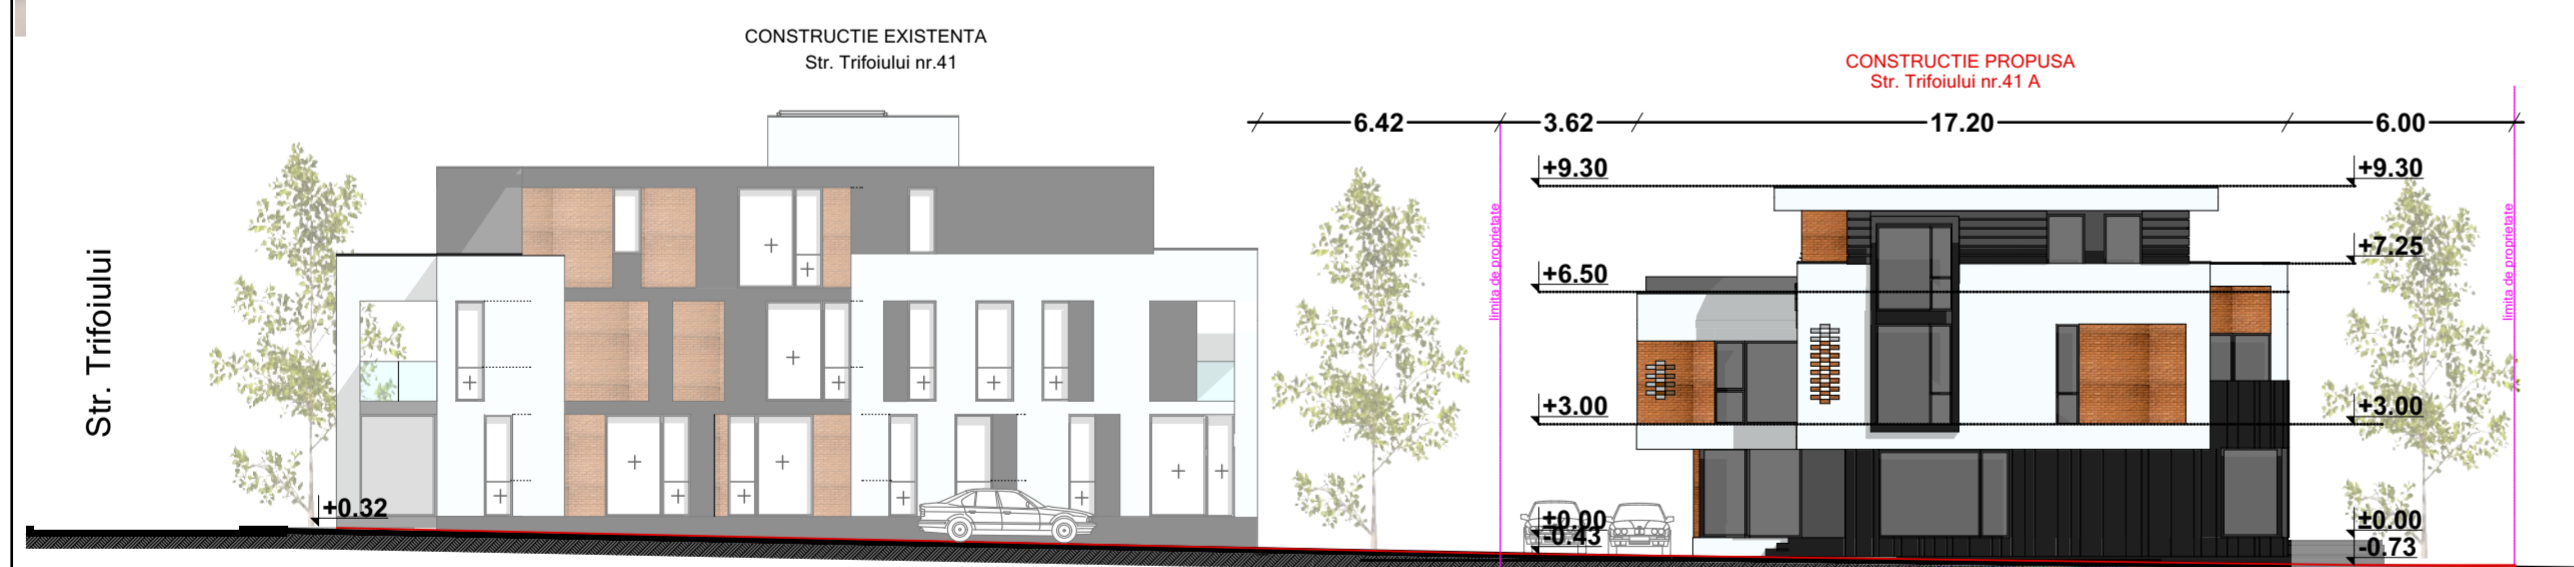 CONSTRUCTIE EXISTENTA
Str. Trifoiului nr.41
CONSTRUCTIE PROPUSA
Str. Trifoiului nr.41 A
6.42
3.62
17.20
6.00
+9.30
+9.30
+7.25
+6.50
+3.00
+3.00
limita de proprietate
limita de proprietate
Str. Trifoiului
+0.32
±0.00
-0.43
±0.00
-0.73